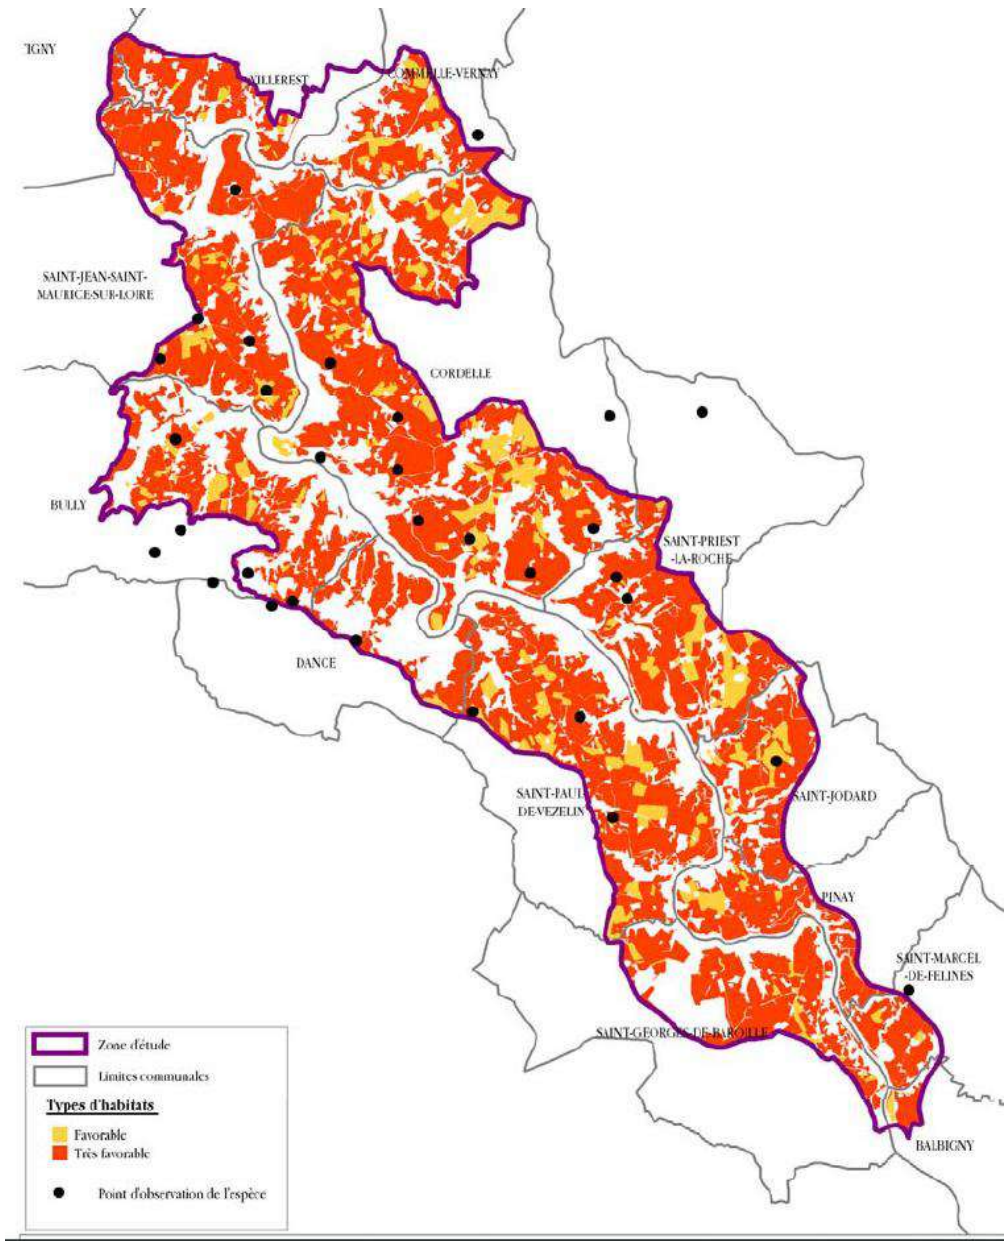 TIGNY
VILLEREST
COMMELLE-VERNAY
SAINT-JEAN-SAINT-
MAURICE-SUR-LOIRE
CORDELLE
BULLY
SAINT-PRIEST
-LA-ROCHE
DANCE
SAINT-PAUL
DE-VEZELIN
SAINT-JODARD
PINAY
SAINT-MARCEL
-DE-FELINES
SAINT-GEORGES-DE-BAROILLE
BALBIGNY
Zone d'étude
Limites communales
Types d'habitats
Favorable
Très favorable
Point d'observation de l'espèce